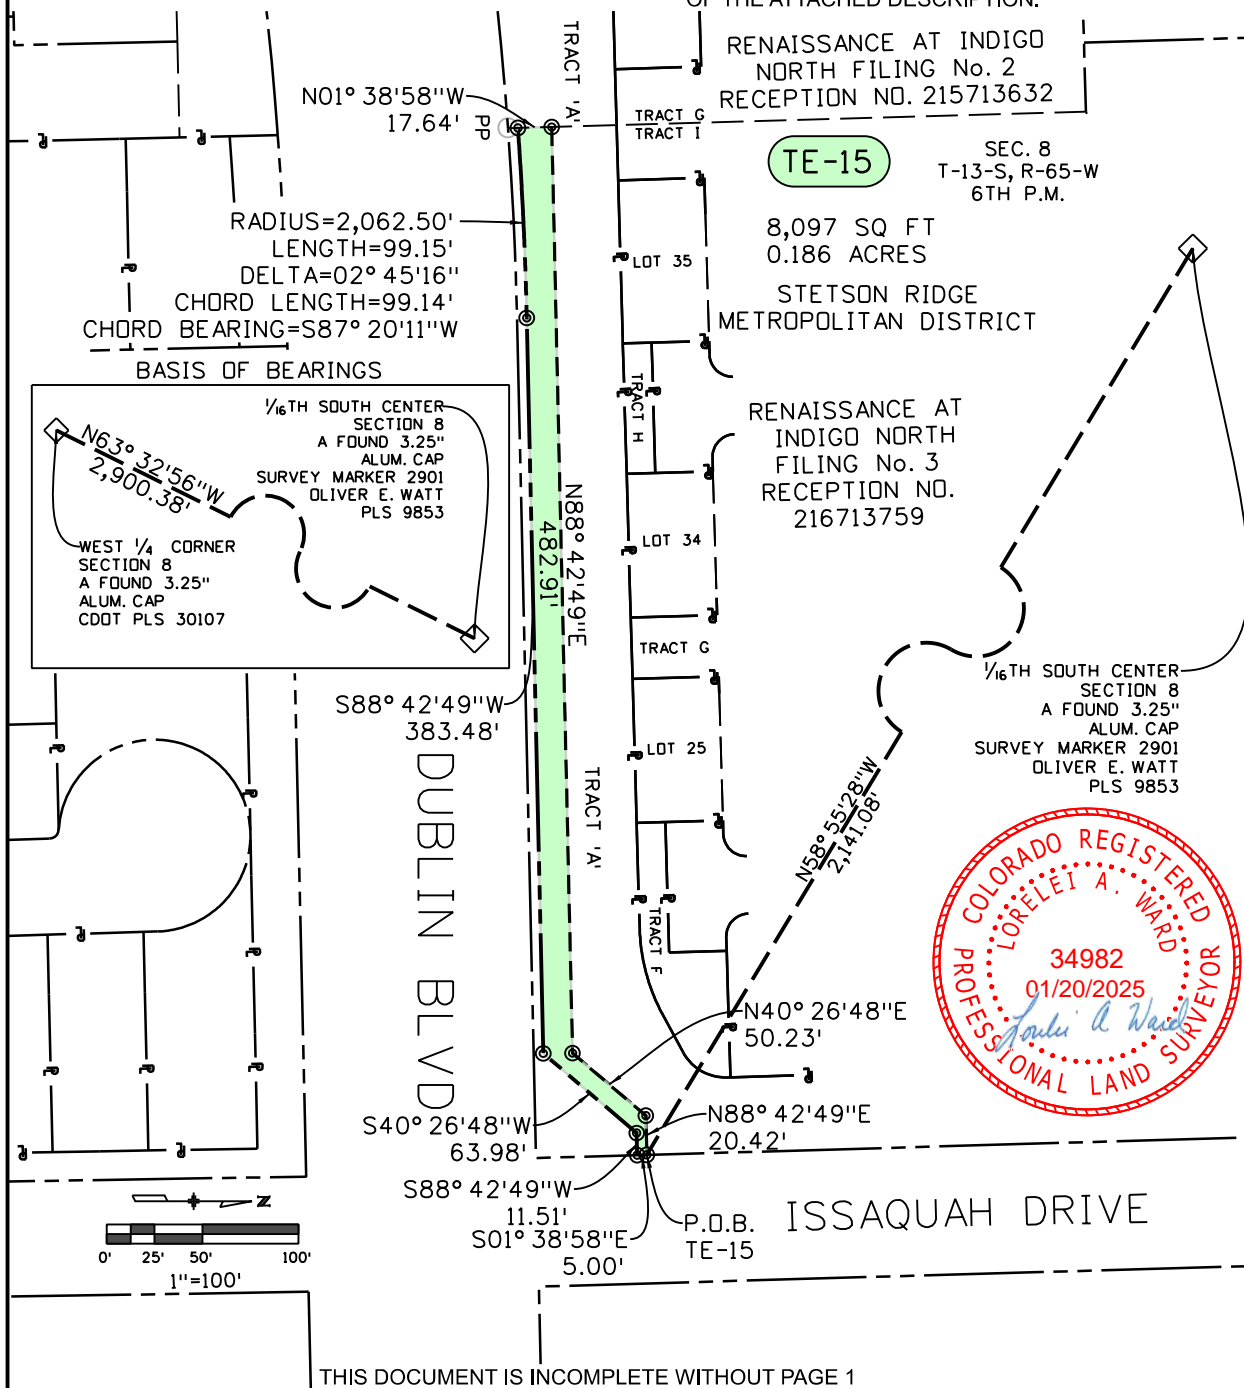 OF THE ATTACHED DESCRIPTION.
RENAISSANCE AT INDIGO
NORTH FILING No. 2
RECEPTION NO. 215713632
TRACT 'A'
N01° 38'58"W
17.64'
PP
TRACT G
TRACT I
TE-15
SEC. 8
T-13-S, R-65-W
6TH P.M.
8,097 SQ FT
0.186 ACRES
RADIUS=2,062.50'
LENGTH=99.15'
DELTA=02° 45'16"
CHORD LENGTH=99.14'
CHORD BEARING=S87° 20'11"W
LOT 35
STETSON RIDGE
METROPOLITAN DISTRICT
BASIS OF BEARINGS
1/16TH SOUTH CENTER
SECTION 8
A FOUND 3.25"
ALUM. CAP
SURVEY MARKER 2901
OLIVER E. WATT
PLS 9853
N63° 32'56"W
2,900.38'
WEST 1/4 CORNER
SECTION 8
A FOUND 3.25"
ALUM. CAP
CDOT PLS 30107
TRACT H
RENAISSANCE AT
INDIGO NORTH
FILING No. 3
RECEPTION NO.
216713759
N88° 42'49"E
482.91'
LOT 34
TRACT G
S88° 42'49"W
383.48'
LOT 25
1/16TH SOUTH CENTER
SECTION 8
A FOUND 3.25"
ALUM. CAP
SURVEY MARKER 2901
OLIVER E. WATT
PLS 9853
DUBLIN BLVD
TRACT 'A'
N58° 55'28"W
2,141.08'
TRACT F
COLORADO REGISTERED
LORELEI A. WARD
34982
01/20/2025
Lorelei A Ward
PROFESSIONAL LAND SURVEYOR
N40° 26'48"E
50.23'
S40° 26'48"W
63.98'
N88° 42'49"E
20.42'
S88° 42'49"W
11.51'
S01° 38'58"E
5.00'
P.O.B.
TE-15
ISSAQUAH DRIVE
N
0' 25' 50' 100'
1"=100'
THIS DOCUMENT IS INCOMPLETE WITHOUT PAGE 1